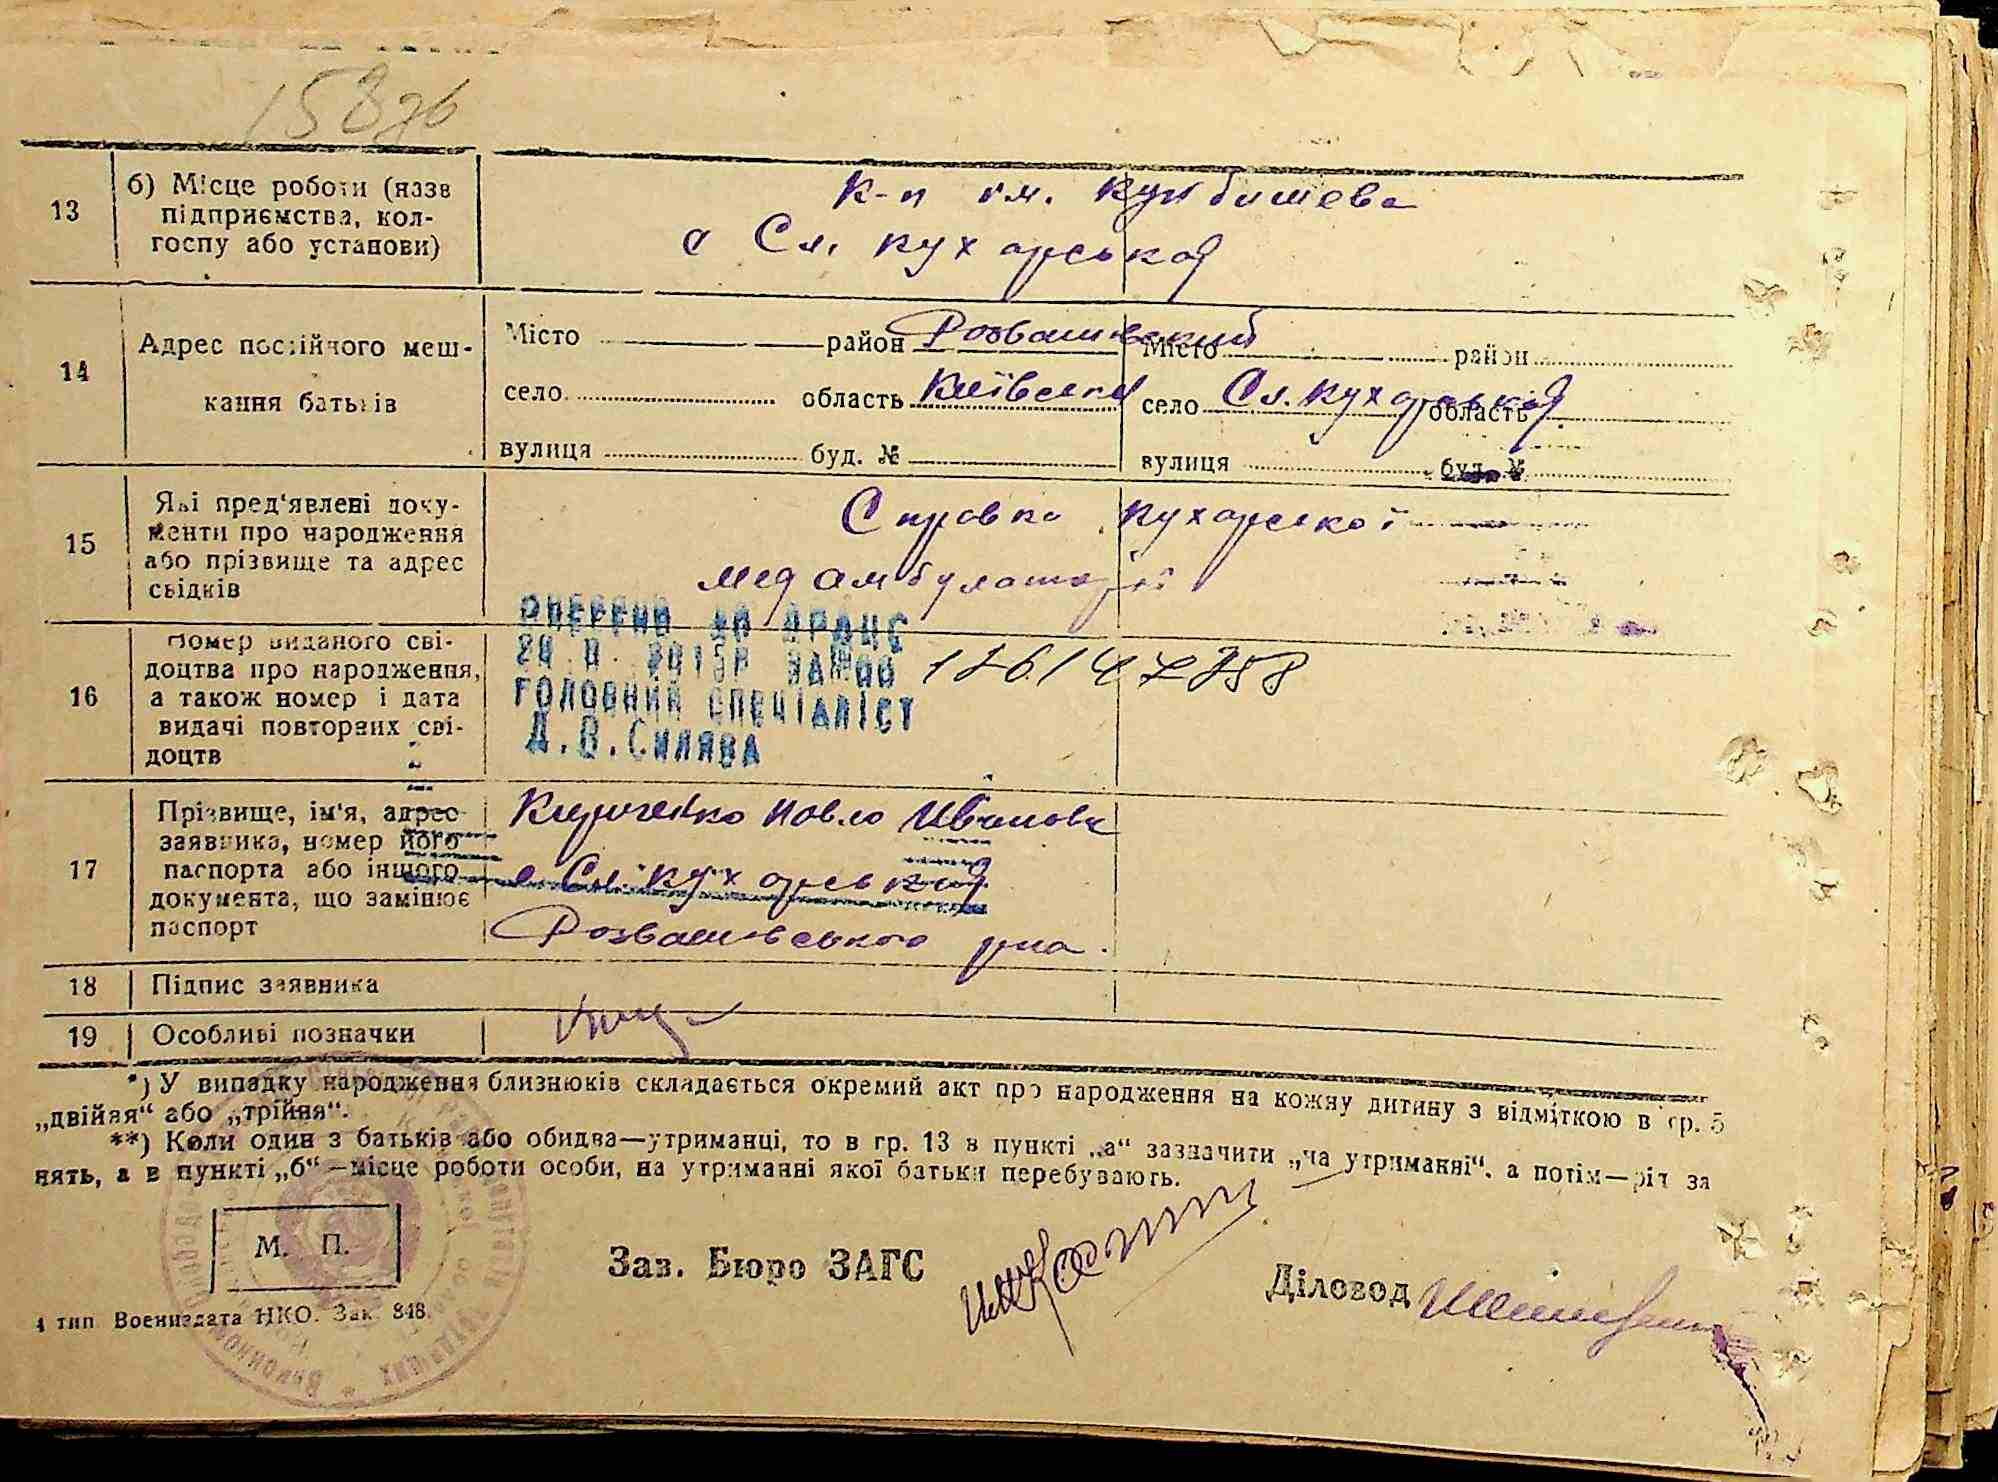 158зв
13
б) Місце роботи (назв
підприємства, кол-
госпу або установи)
к-п ім. Куйбишева
с Сл. Кухарська
14
Адрес постійного меш-
кання батьків
Місто район Розважівський
село область Київська
вулиця буд. №
Місто район
село Сл. Кухарська область
вулиця буд. №
15
Які пред'явлені доку-
менти про народження
або прізвище та адрес
свідків
Справка Кухарської
мед амбулаторії
16
Номер виданого сві-
доцтва про народження,
а також номер і дата
видачі повторних сві-
доцтв
ГОЛОВНИЙ СПЕЦІАЛІСТ
Д.В.Силява
17
Прізвище, ім'я, адрес
заявника, номер його
паспорта або іншого
документа, що замінює
паспорт
Павло Иванов
с Сл. Кухарська
Розважівського р-на.
18
Підпис заявника
19
Особливі позначки
*) У випадку народження близнюків складається окремий акт про народження на кожну дитину з відміткою в гр. 5
„двійня“ або „трійня“.
**) Коли один з батьків або обидва—утриманці, то в гр. 13 в пункті „а“ зазначити „на утриманні“, а потім—рід за
нять, а в пункті „б“—місце роботи особи, на утриманні якої батьки перебувають.
М. П.
Зав. Бюро ЗАГС
Діловод
4 тип Воениздата НКО. Зак. 848.